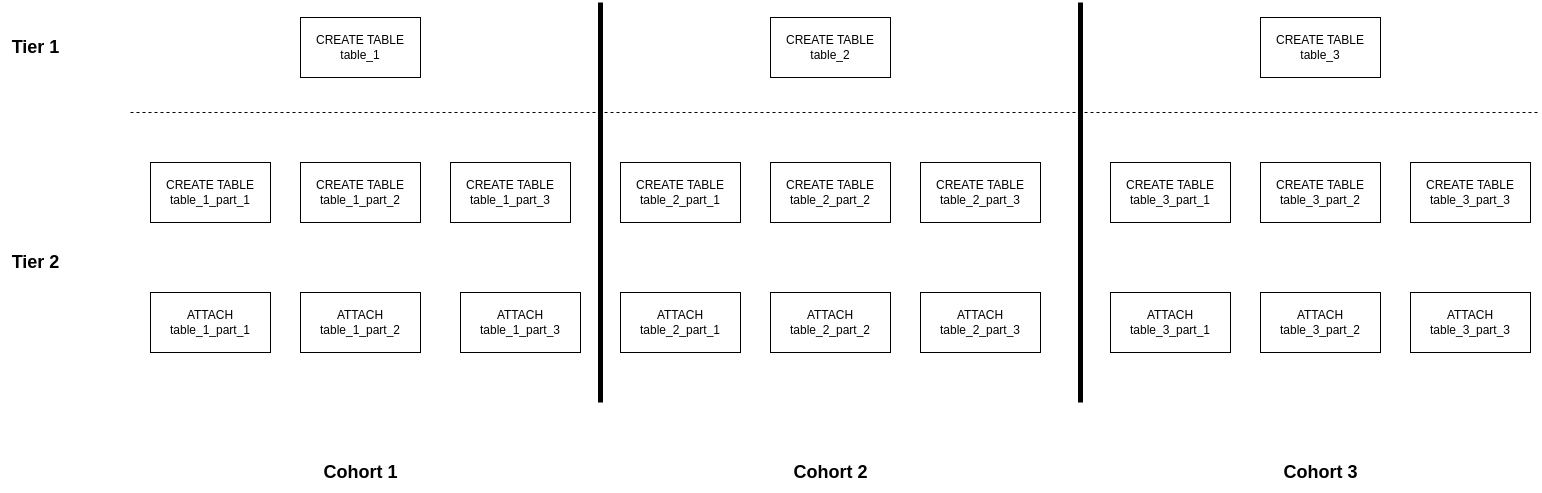 Tier 1
CREATE TABLE
table_1
CREATE TABLE
table_2
CREATE TABLE
table_3
CREATE TABLE
table_1_part_1
CREATE TABLE
table_1_part_2
CREATE TABLE
table_1_part_3
CREATE TABLE
table_2_part_1
CREATE TABLE
table_2_part_2
CREATE TABLE
table_2_part_3
CREATE TABLE
table_3_part_1
CREATE TABLE
table_3_part_2
CREATE TABLE
table_3_part_3
Tier 2
ATTACH
table_1_part_1
ATTACH
table_1_part_2
ATTACH
table_1_part_3
ATTACH
table_2_part_1
ATTACH
table_2_part_2
ATTACH
table_2_part_3
ATTACH
table_3_part_1
ATTACH
table_3_part_2
ATTACH
table_3_part_3
Cohort 1
Cohort 2
Cohort 3